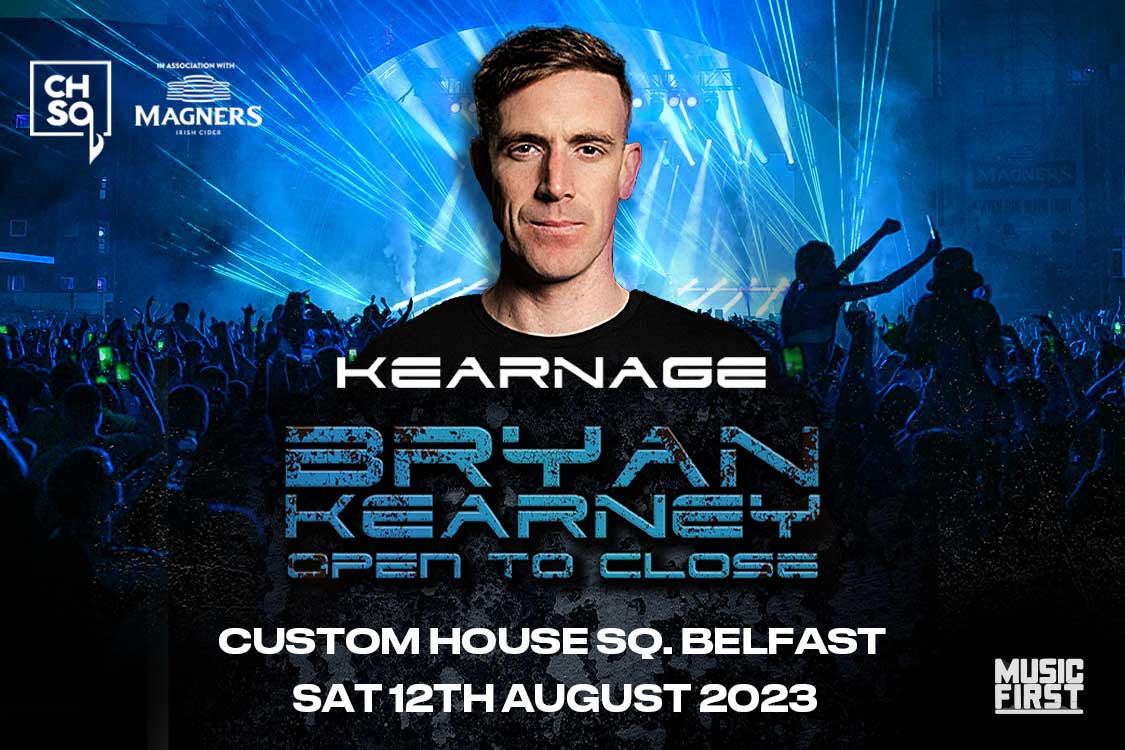 CH
SQ
IN ASSOCIATION WITH
MAGNERS
IRISH CIDER
MAGNERS
KEARNAGE
BRYAN
KEARNEY
OPEN TO CLOSE
CUSTOM HOUSE SQ. BELFAST
SAT 12TH AUGUST 2023
MUSIC
FIRST